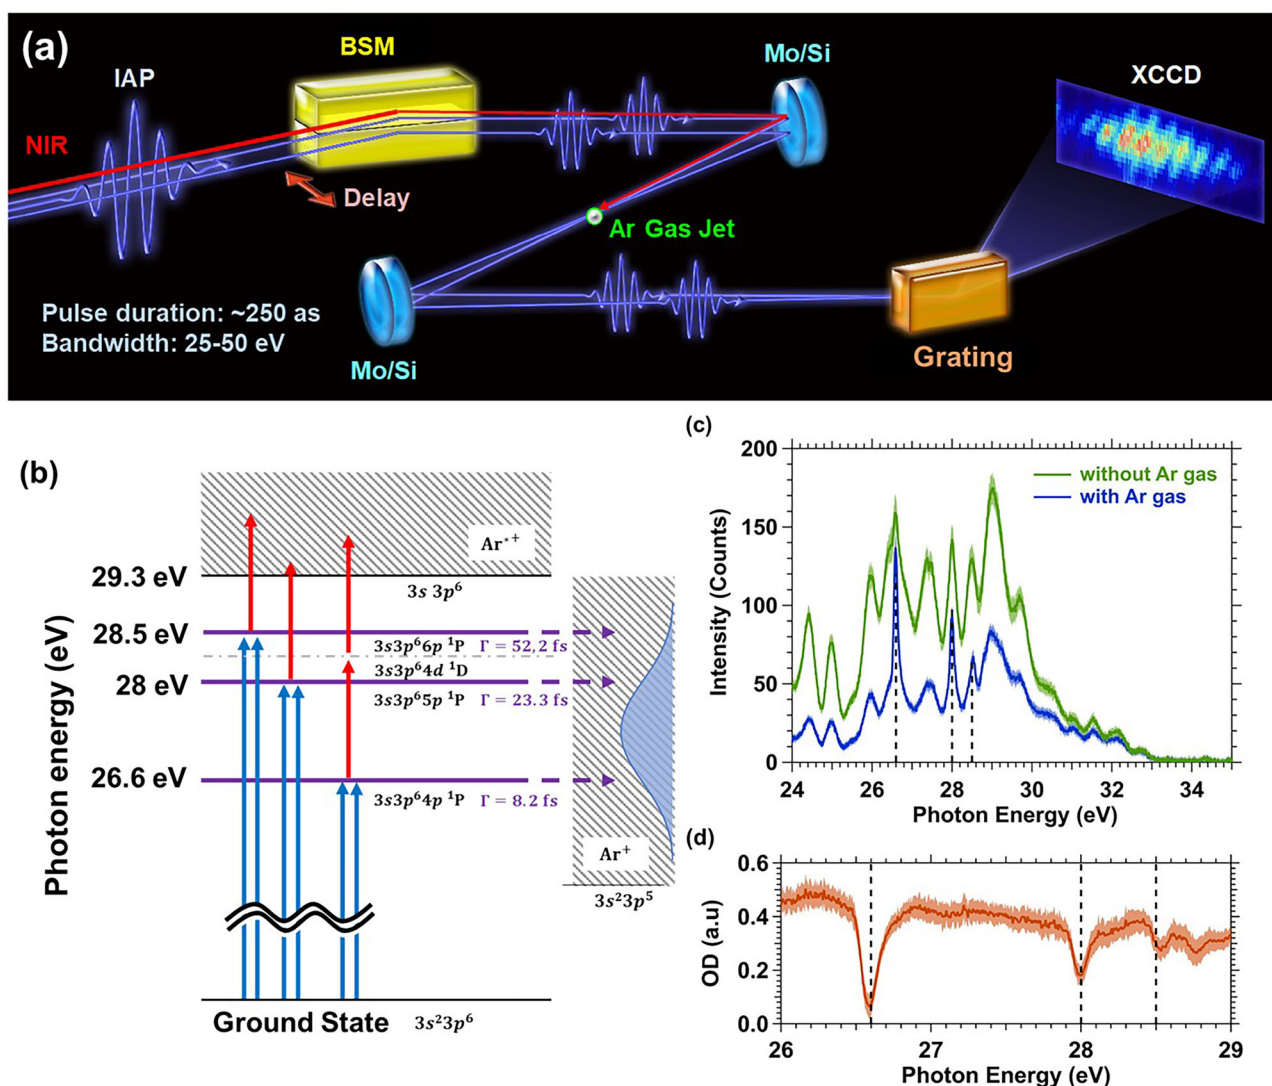 (a)
IAP
BSM
Mo/Si
XCCD
NIR
Delay
Ar Gas Jet
Pulse duration: ~250 as
Bandwidth: 25-50 eV
Mo/Si
Grating
(b)
Photon energy (eV)
Ar*+
29.3 eV
3s 3p⁶
28.5 eV
3s3p⁶6p ¹P Γ = 52,2 fs
3s3p⁶4d ¹D
28 eV
3s3p⁶5p ¹P Γ = 23.3 fs
26.6 eV
3s3p⁶4p ¹P Γ = 8.2 fs
Ar⁺
3s²3p⁵
Ground State 3s²3p⁶
(c)
Intensity (Counts)
200
150
100
50
0
without Ar gas
with Ar gas
24 26 28 30 32 34
Photon Energy (eV)
(d)
OD (a.u)
0.6
0.4
0.2
0.0
26 27 28 29
Photon Energy (eV)